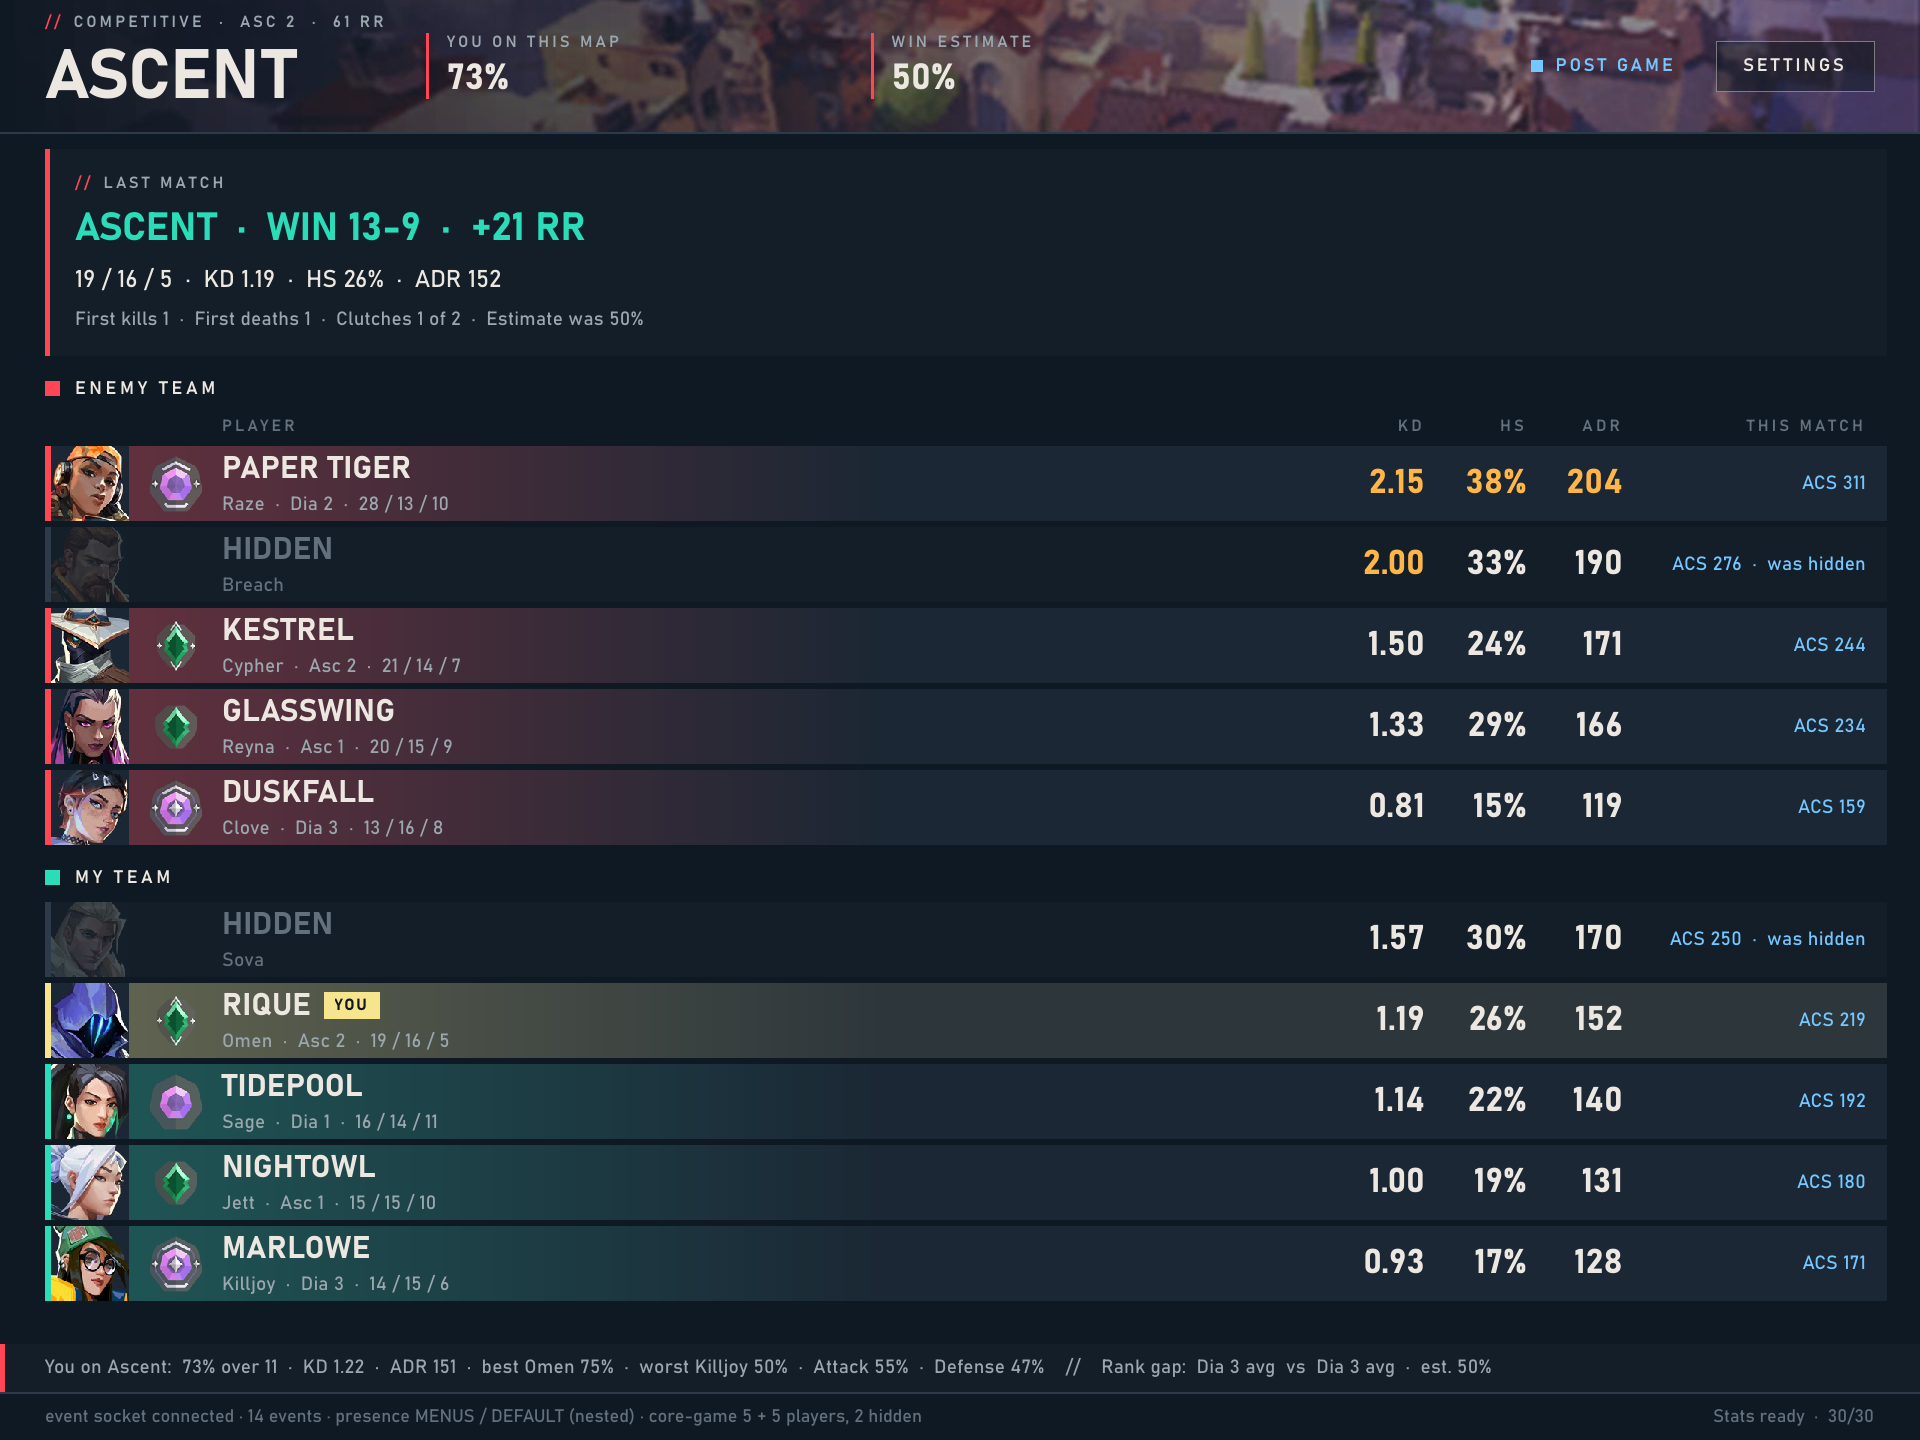 // COMPETITIVE · ASC 2 · 61 RR
ASCENT
YOU ON THIS MAP
73%
WIN ESTIMATE
50%
POST GAME
SETTINGS
// LAST MATCH
ASCENT · WIN 13-9 · +21 RR
19 / 16 / 5 · KD 1.19 · HS 26% · ADR 152
First kills 1 · First deaths 1 · Clutches 1 of 2 · Estimate was 50%
ENEMY TEAM
PLAYER KD HS ADR THIS MATCH
PAPER TIGER 2.15 38% 204 ACS 311
Raze · Dia 2 · 28 / 13 / 10
HIDDEN 2.00 33% 190 ACS 276 · was hidden
Breach
KESTREL 1.50 24% 171 ACS 244
Cypher · Asc 2 · 21 / 14 / 7
GLASSWING 1.33 29% 166 ACS 234
Reyna · Asc 1 · 20 / 15 / 9
DUSKFALL 0.81 15% 119 ACS 159
Clove · Dia 3 · 13 / 16 / 8
MY TEAM
HIDDEN 1.57 30% 170 ACS 250 · was hidden
Sova
RIQUE YOU 1.19 26% 152 ACS 219
Omen · Asc 2 · 19 / 16 / 5
TIDEPOOL 1.14 22% 140 ACS 192
Sage · Dia 1 · 16 / 14 / 11
NIGHTOWL 1.00 19% 131 ACS 180
Jett · Asc 1 · 15 / 15 / 10
MARLOWE 0.93 17% 128 ACS 171
Killjoy · Dia 3 · 14 / 15 / 6
You on Ascent: 73% over 11 · KD 1.22 · ADR 151 · best Omen 75% · worst Killjoy 50% · Attack 55% · Defense 47% // Rank gap: Dia 3 avg vs Dia 3 avg · est. 50%
event socket connected · 14 events · presence MENUS / DEFAULT (nested) · core-game 5 + 5 players, 2 hidden
Stats ready · 30/30